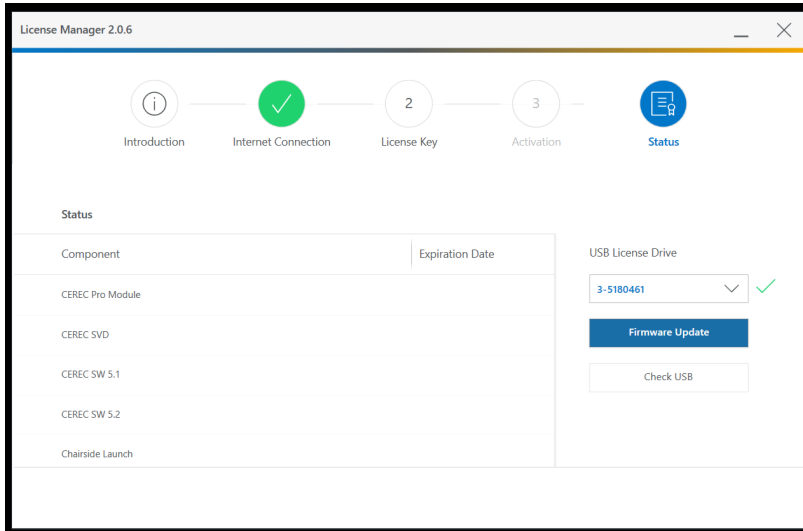 License Manager 2.0.6
2
3
Introduction
Internet Connection
License Key
Activation
Status
Status
Component
Expiration Date
CEREC Pro Module
CEREC SVD
CEREC SW 5.1
CEREC SW 5.2
Chairside Launch
USB License Drive
3-5180461
Firmware Update
Check USB